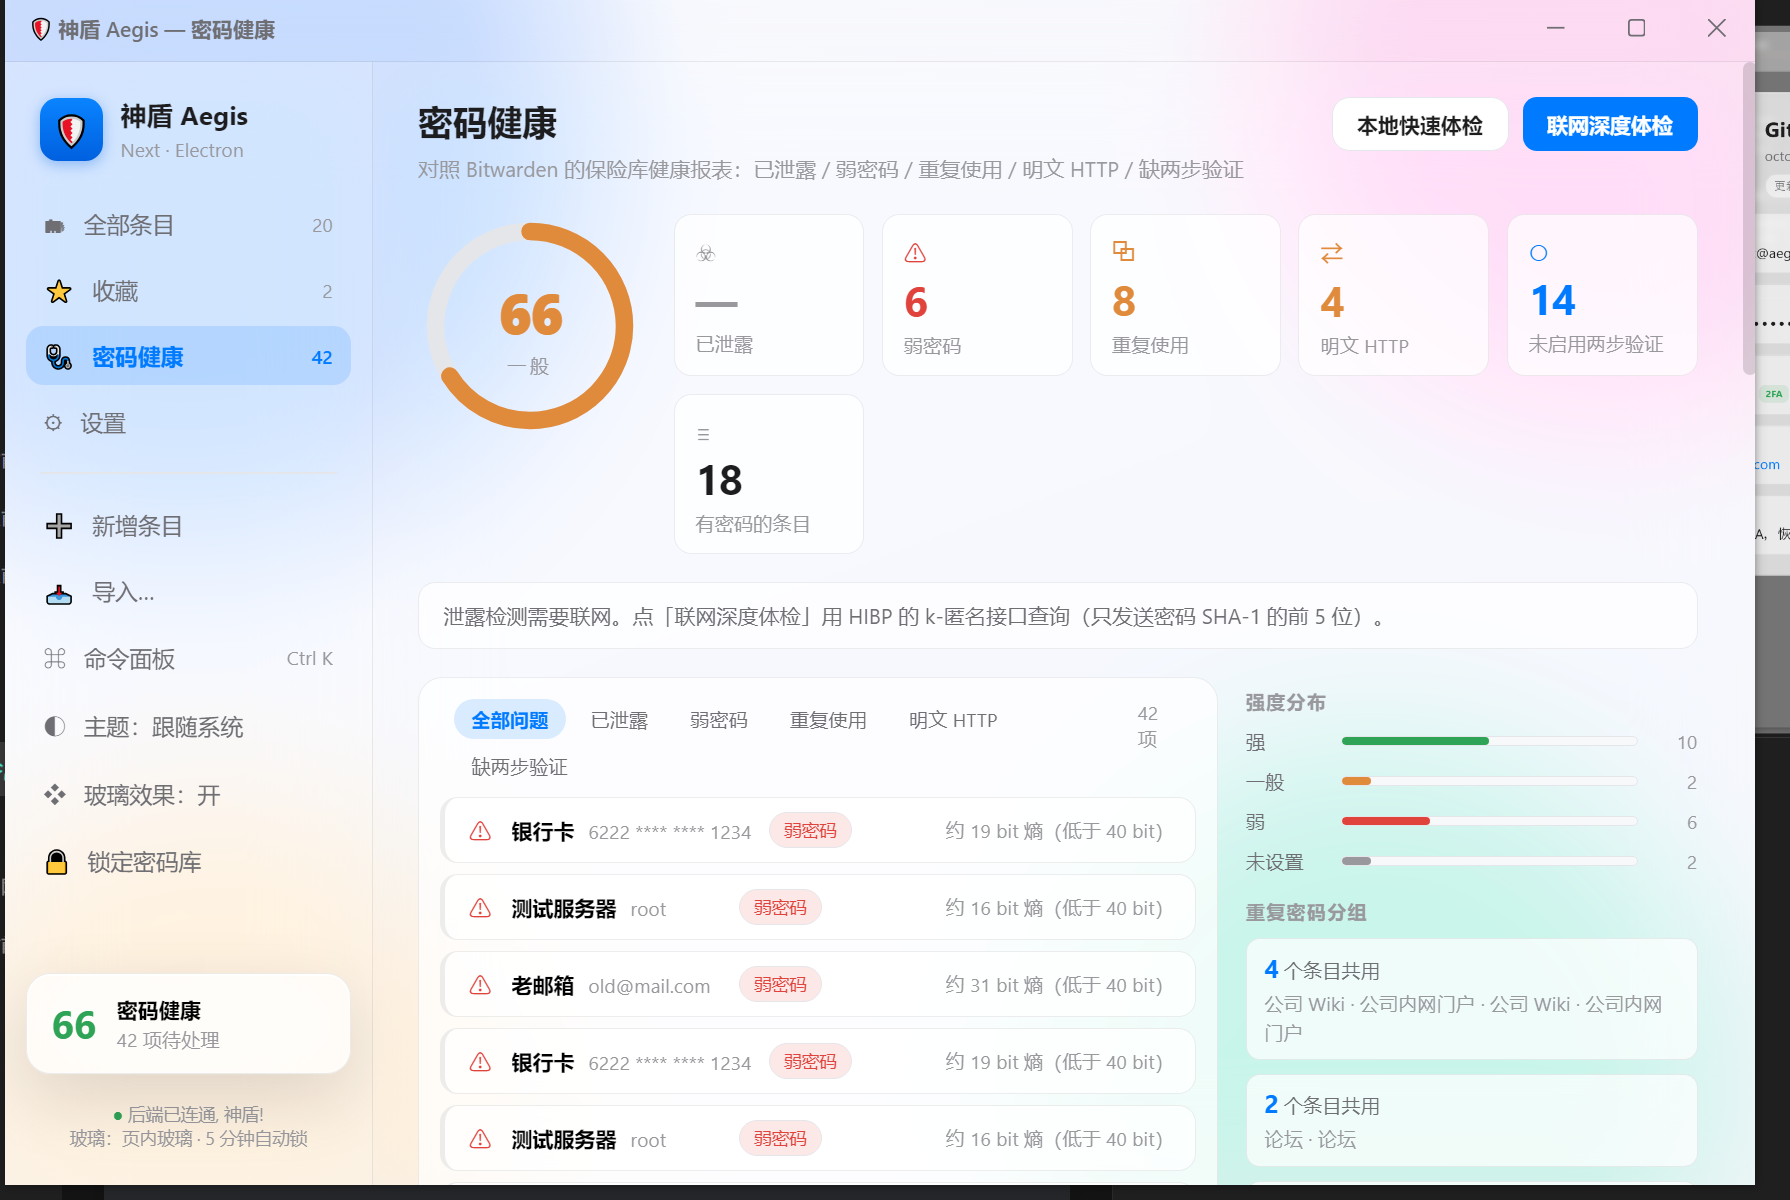 神盾 Aegis — 密码健康
神盾 Aegis
Next · Electron
全部条目 20
收藏 2
密码健康 42
设置
新增条目
导入...
命令面板 Ctrl K
主题：跟随系统
玻璃效果：开
锁定密码库
66
密码健康
42 项待处理
后端已连通, 神盾!
玻璃：页内玻璃 · 5 分钟自动锁
密码健康
对照 Bitwarden 的保险库健康报表：已泄露 / 弱密码 / 重复使用 / 明文 HTTP / 缺两步验证
本地快速体检
联网深度体检
66
一般
—
已泄露
6
弱密码
8
重复使用
4
明文 HTTP
14
未启用两步验证
18
有密码的条目
泄露检测需要联网。点「联网深度体检」用 HIBP 的 k-匿名接口查询（只发送密码 SHA-1 的前 5 位）。
全部问题 已泄露 弱密码 重复使用 明文 HTTP
缺两步验证
42
项
银行卡 6222 **** **** 1234 弱密码 约 19 bit 熵（低于 40 bit）
测试服务器 root 弱密码 约 16 bit 熵（低于 40 bit）
老邮箱 old@mail.com 弱密码 约 31 bit 熵（低于 40 bit）
银行卡 6222 **** **** 1234 弱密码 约 19 bit 熵（低于 40 bit）
测试服务器 root 弱密码 约 16 bit 熵（低于 40 bit）
强度分布
强 10
一般 2
弱 6
未设置 2
重复密码分组
4 个条目共用
公司 Wiki · 公司内网门户 · 公司 Wiki · 公司内网
门户
2 个条目共用
论坛 · 论坛
Git
octo
@aeg
2FA
com
A，恢